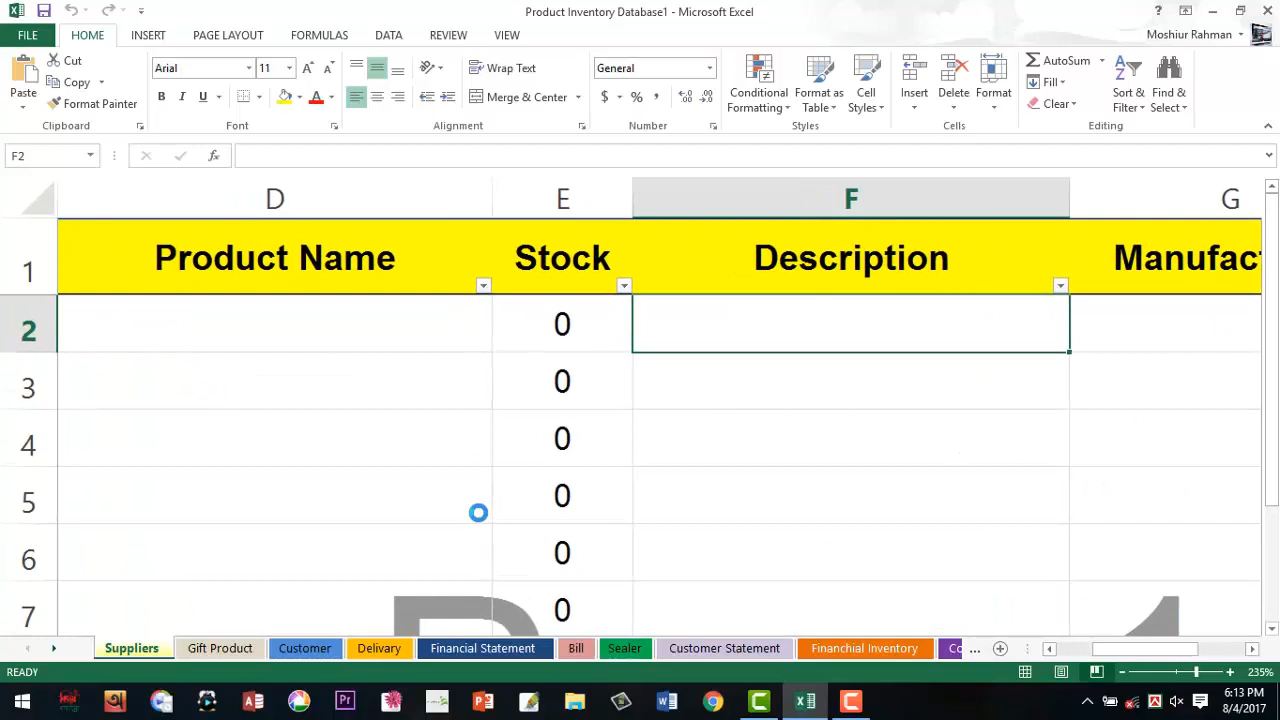 Product Inventory Database1 - Microsoft Excel
?
FILE HOME INSERT PAGE LAYOUT FORMULAS DATA REVIEW VIEW Moshiur Rahman
Paste
Cut
Copy
Format Painter
Clipboard
Arial 11
B I U
Font
Wrap Text
Merge & Center
Alignment
General
$ % ,
Number
Conditional Formatting
Format as Table
Cell Styles
Styles
Insert
Delete
Format
Cells
AutoSum
Fill
Clear
Sort & Filter
Find & Select
Editing
F2
fx
D E F G
1 Product Name Stock Description Manufact
2 0
3 0
4 0
5 0
6 0
7 0
Suppliers Gift Product Customer Delivary Financial Statement Bill Sealer Customer Statement Financhial Inventory Co ...
READY
235%
6:13 PM
8/4/2017